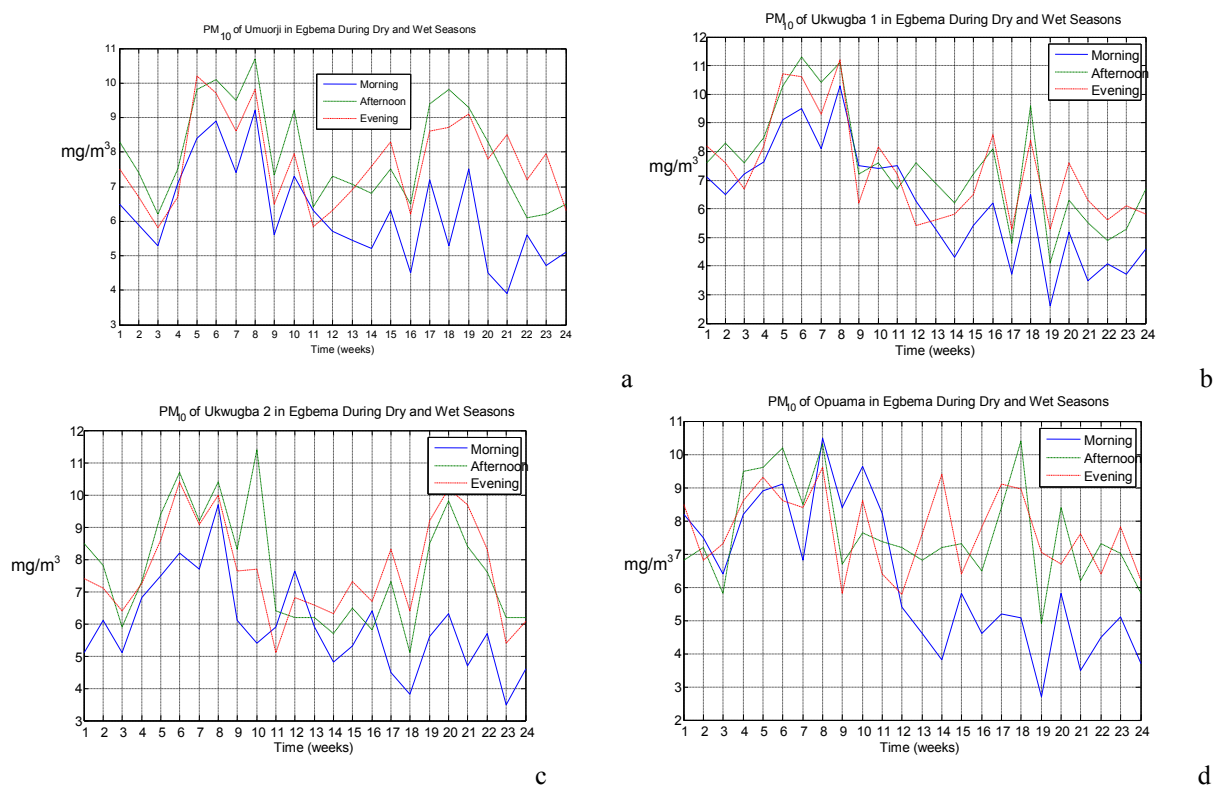 PM10 of Umuorji in Egbema During Dry and Wet Seasons
11
10
9
8
7
6
5
4
3
mg/m³
Morning
Afternoon
Evening
1 2 3 4 5 6 7 8 9 10 11 12 13 14 15 16 17 18 19 20 21 22 23 24
Time (weeks)
a
PM10 of Ukwugba 1 in Egbema During Dry and Wet Seasons
12
11
10
9
8
7
6
5
4
3
2
mg/m³
Morning
Afternoon
Evening
1 2 3 4 5 6 7 8 9 10 11 12 13 14 15 16 17 18 19 20 21 22 23 24
Time (weeks)
b
PM10 of Ukwugba 2 in Egbema During Dry and Wet Seasons
12
11
10
9
8
7
6
5
4
3
mg/m³
Morning
Afternoon
Evening
1 2 3 4 5 6 7 8 9 10 11 12 13 14 15 16 17 18 19 20 21 22 23 24
Time (weeks)
c
PM10 of Opuama in Egbema During Dry and Wet Seasons
11
10
9
8
7
6
5
4
3
2
mg/m³
Morning
Afternoon
Evening
1 2 3 4 5 6 7 8 9 10 11 12 13 14 15 16 17 18 19 20 21 22 23 24
Time (weeks)
d